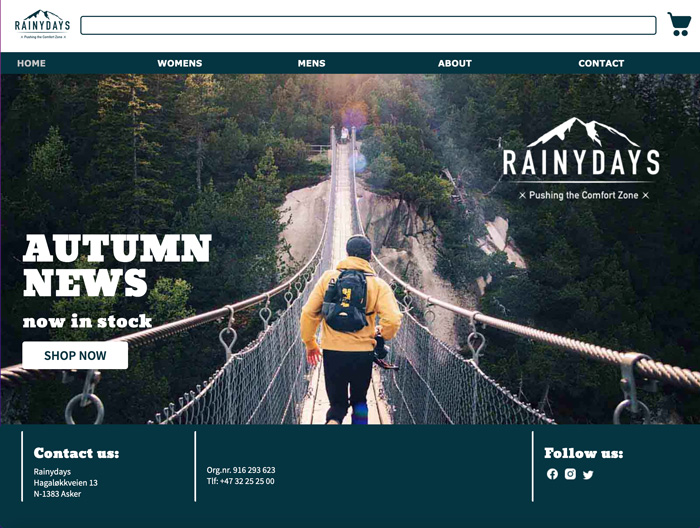 RAINYDAYS
Pushing the Comfort Zone
HOME WOMENS MENS ABOUT CONTACT
RAINYDAYS
× Pushing the Comfort Zone ×
AUTUMN
NEWS
now in stock
SHOP NOW
Contact us:
Rainydays
Hagaløkkveien 13
N-1383 Asker
Org.nr. 916 293 623
Tlf: +47 32 25 25 00
Follow us: